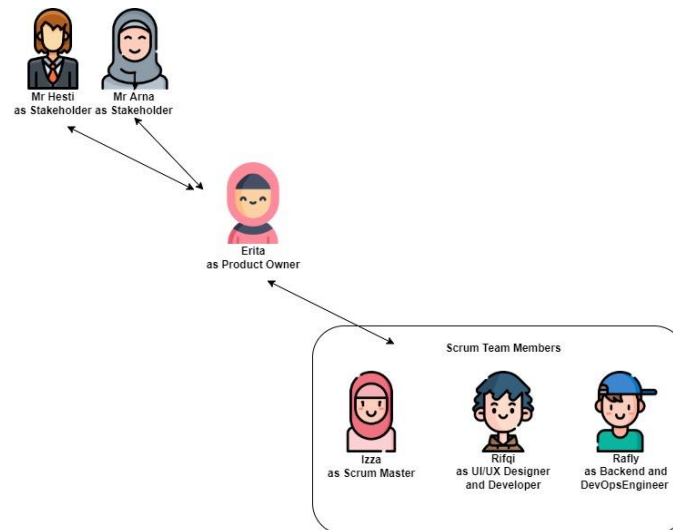 Mr Hesti
as Stakeholder
Mr Arna
as Stakeholder
Erita
as Product Owner
Scrum Team Members
Izza
as Scrum Master
Rifqi
as UI/UX Designer
and Developer
Rafly
as Backend and
DevOpsEngineer